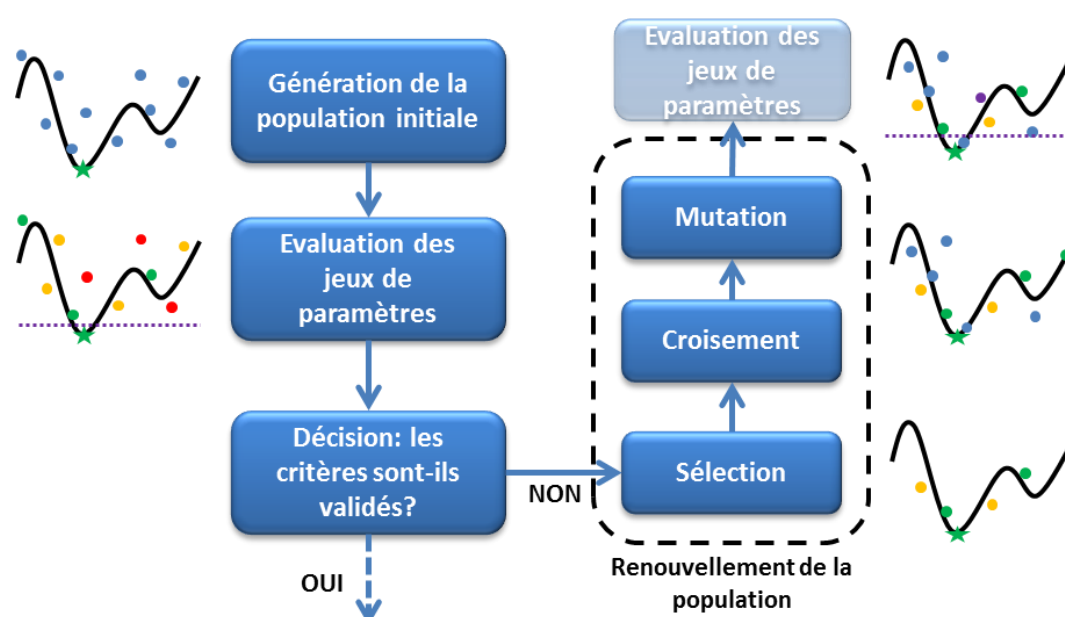 Génération de la
population initiale
Evaluation des
jeux de
paramètres
Décision: les
critères sont-ils
validés?
OUI
NON
Evaluation des
jeux de
paramètres
Mutation
Croisement
Sélection
Renouvellement de la
population